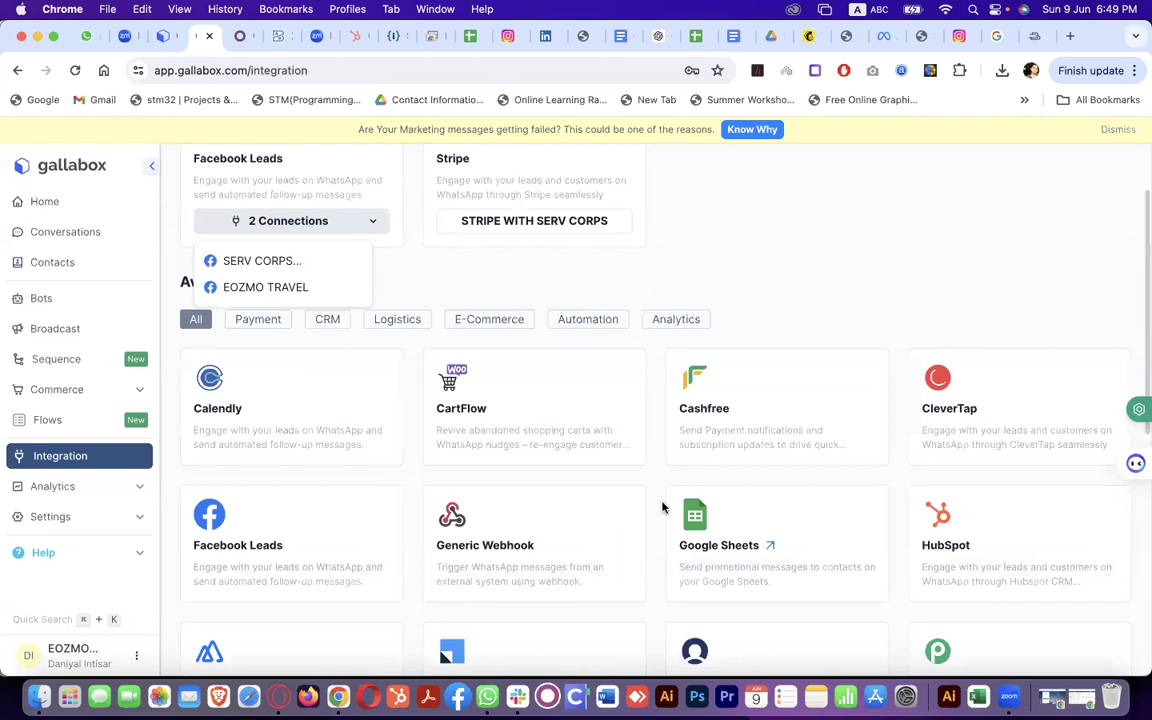 Chrome File Edit View History Bookmarks Profiles Tab Window Help A ABC Sun 9 Jun 6:49 PM
app.gallabox.com/integration Finish update
Google Gmail stm32 | Projects &... STM(Programming,... Contact Informatio... Online Learning Ra... New Tab Summer Worksho... Free Online Graphi... All Bookmarks
Are Your Marketing messages getting failed? This could be one of the reasons. Know Why Dismiss
gallabox
Home
Conversations
Contacts
Bots
Broadcast
Sequence New
Commerce
Flows New
Integration
Analytics
Settings
Help
Quick Search ⌘ + K
DI EOZMO...
Daniyal Intisar
Facebook Leads
Engage with your leads on WhatsApp and
send automated follow-up messages.
2 Connections
SERV CORPS...
EOZMO TRAVEL
Stripe
Engage with your leads and customers on
WhatsApp through Stripe seamlessly
STRIPE WITH SERV CORPS
All Payment CRM Logistics E-Commerce Automation Analytics
Calendly
Engage with your leads on WhatsApp and
send automated follow-up messages.
CartFlow
WOO
Revive abandoned shopping carts with
WhatsApp nudges – re-engage customer...
Cashfree
Send Payment notifications and
subscription updates to drive quick...
CleverTap
Engage with your leads and customers on
WhatsApp through CleverTap seamlessly
Facebook Leads
Engage with your leads on WhatsApp and
send automated follow-up messages.
Generic Webhook
Trigger WhatsApp messages from an
external system using webhook.
Google Sheets
Send promotional messages to contacts on
your Google Speets.
HubSpot
Engage with your leads and customers on
WhatsApp through Hubspot CRM...